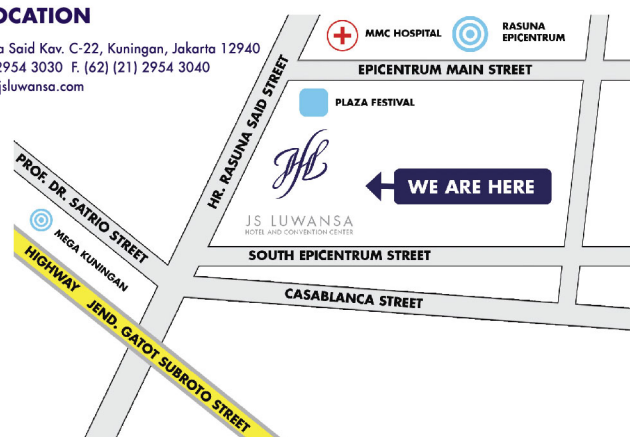 OCATION
a Said Kav. C-22, Kuningan, Jakarta 12940
2954 3030 F. (62) (21) 2954 3040
jsluwansa.com
MMC HOSPITAL
RASUNA
EPICENTRUM
EPICENTRUM MAIN STREET
PLAZA FESTIVAL
HR. RASUNA SAID STREET
WE ARE HERE
JS LUWANSA
HOTEL AND CONVENTION CENTER
PROF. DR. SATRIO STREET
MEGA KUNINGAN
SOUTH EPICENTRUM STREET
CASABLANCA STREET
HIGHWAY JEND. GATOT SUBROTO STREET